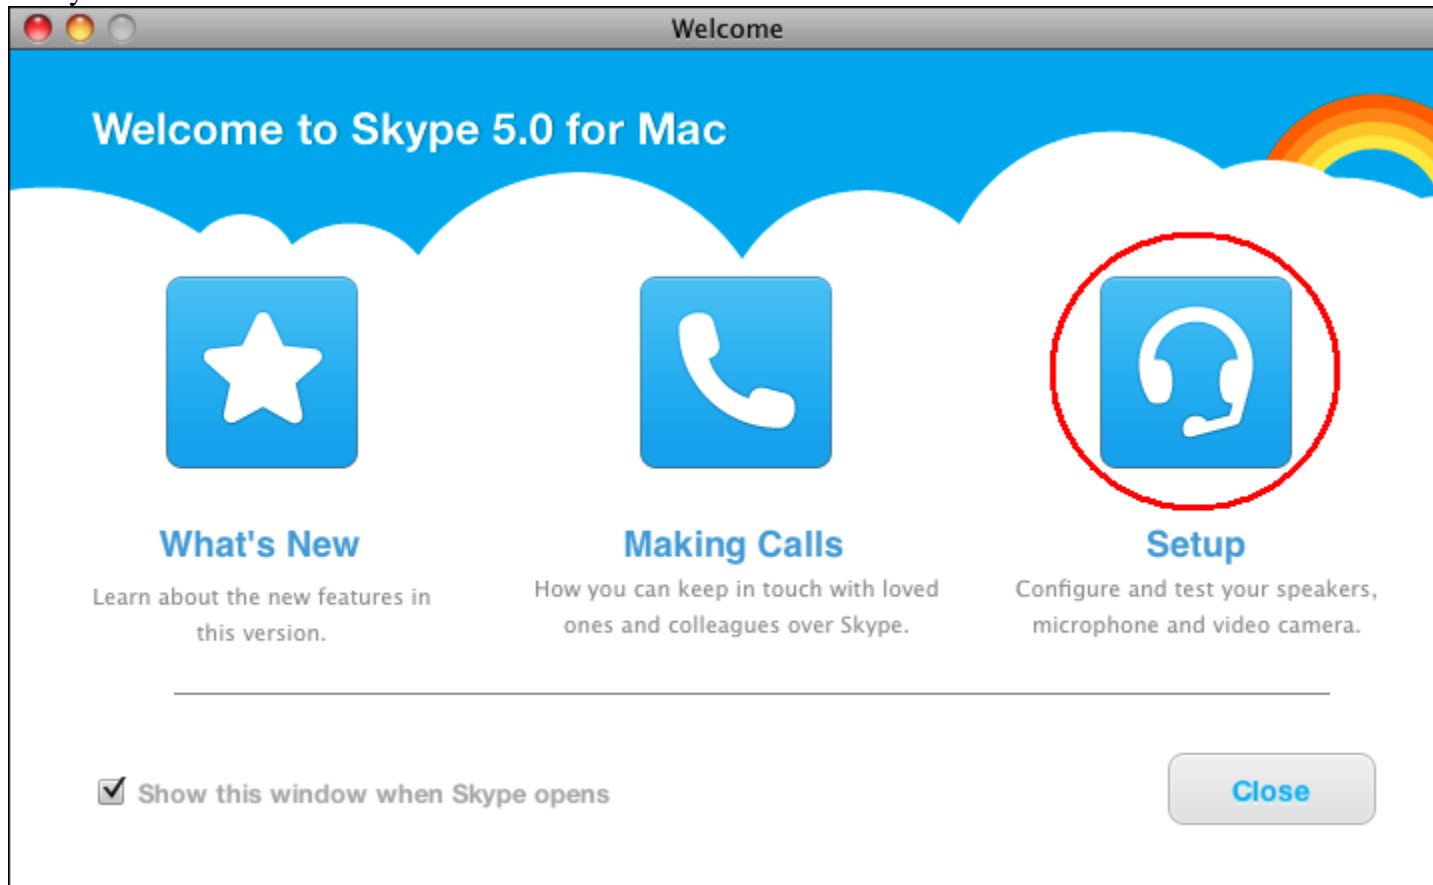 Welcome
Welcome to Skype 5.0 for Mac
What's New
Learn about the new features in
this version.
Making Calls
How you can keep in touch with loved
ones and colleagues over Skype.
Setup
Configure and test your speakers,
microphone and video camera.
Show this window when Skype opens
Close